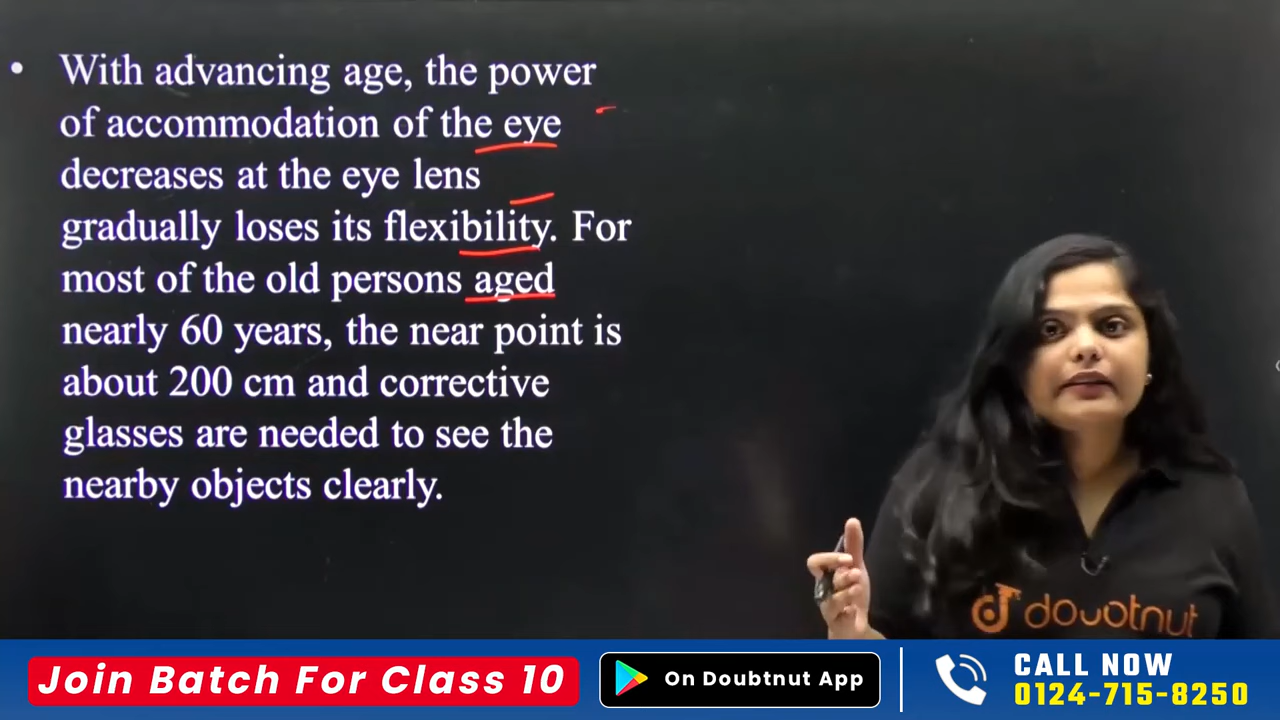 • With advancing age, the power
of accommodation of the eye
decreases at the eye lens
gradually loses its flexibility. For
most of the old persons aged
nearly 60 years, the near point is
about 200 cm and corrective
glasses are needed to see the
nearby objects clearly.
doubtnut
Join Batch For Class 10
On Doubtnut App
CALL NOW
0124-715-8250